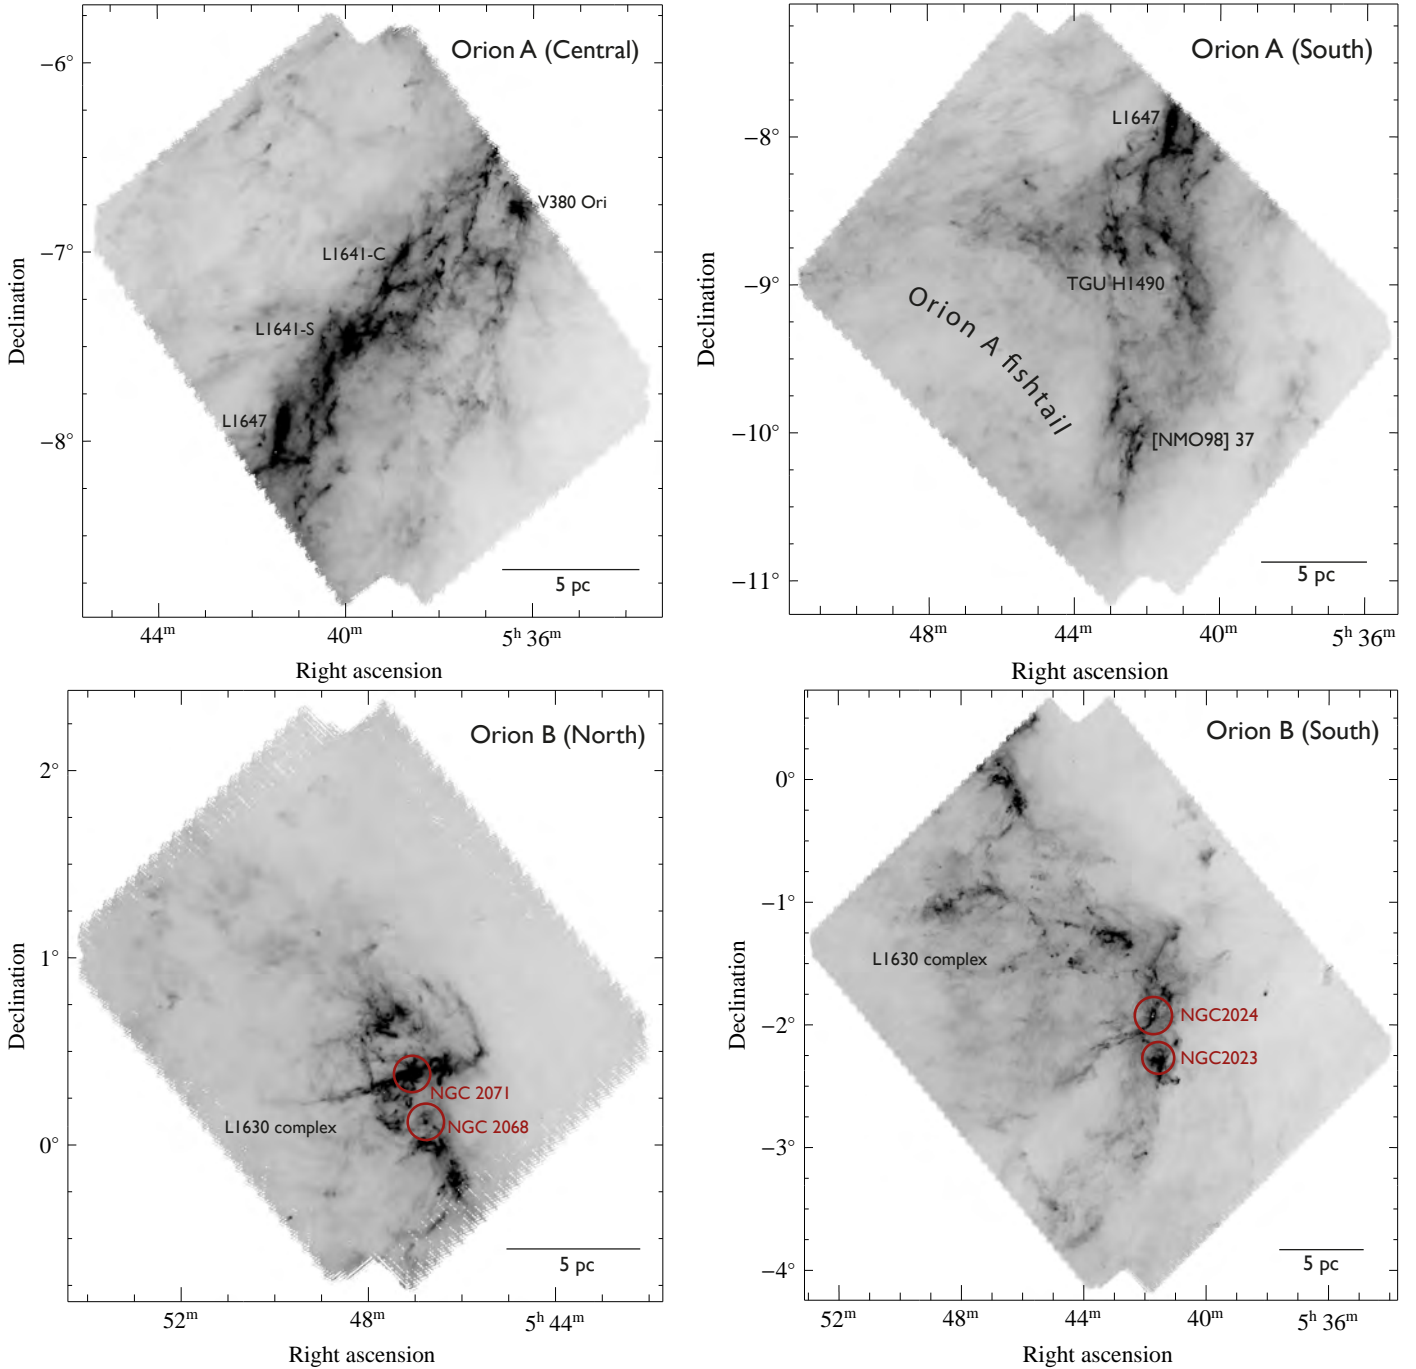 Orion A (Central)
−6°
V380 Ori
−7°
L1641-C
L1641-S
L1647
−8°
5 pc
44ᵐ
40ᵐ
5ʰ 36ᵐ
Right ascension
Declination
Orion A (South)
L1647
−8°
TGU H1490
−9°
Orion A fishtail
−10°
[NMO98] 37
−11°
5 pc
48ᵐ
44ᵐ
40ᵐ
5ʰ 36ᵐ
Right ascension
Declination
Orion B (North)
2°
1°
NGC 2071
L1630 complex
NGC 2068
0°
5 pc
52ᵐ
48ᵐ
5ʰ 44ᵐ
Right ascension
Declination
Orion B (South)
0°
−1°
L1630 complex
NGC2024
−2°
NGC2023
−3°
5 pc
−4°
52ᵐ
48ᵐ
44ᵐ
40ᵐ
5ʰ 36ᵐ
Right ascension
Declination